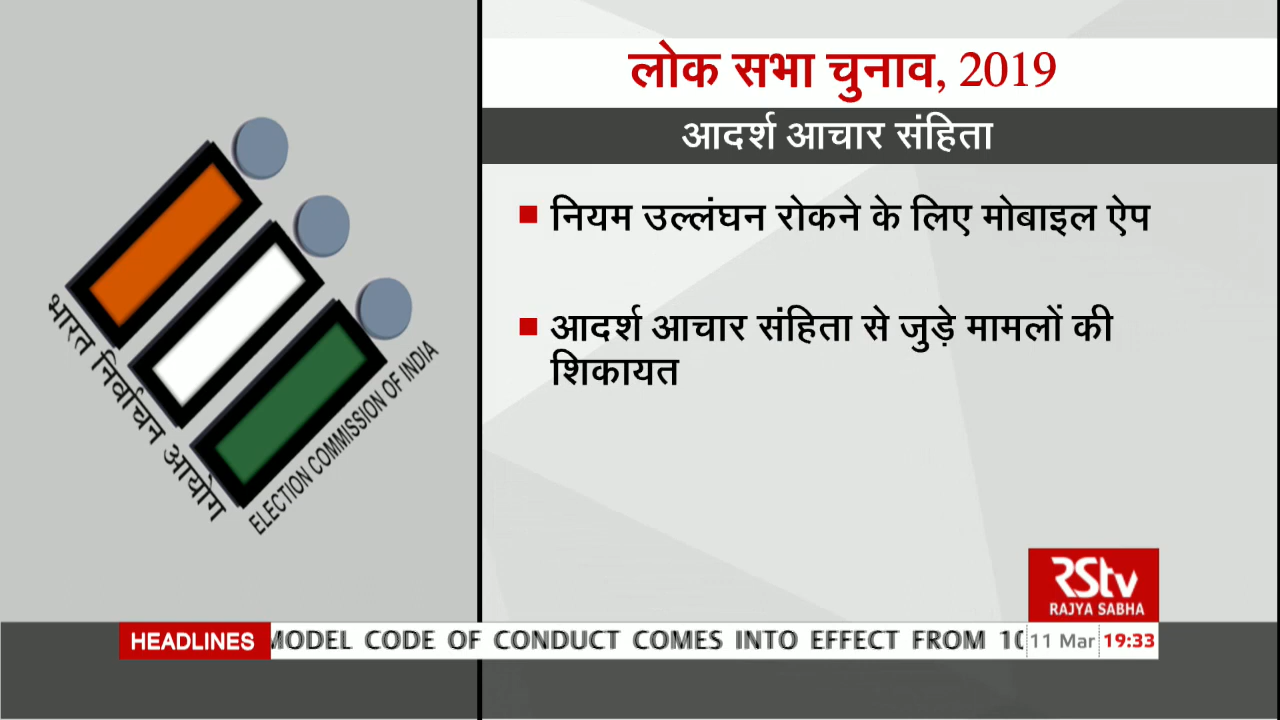 लोक सभा चुनाव, 2019
आदर्श आचार संहिता
नियम उल्लंघन रोकने के लिए मोबाइल ऐप
आदर्श आचार संहिता से जुड़े मामलों की
शिकायत
भारत निर्वाचन आयोग
ELECTION COMMISSION OF INDIA
RStv
RAJYA SABHA
HEADLINES MODEL CODE OF CONDUCT COMES INTO EFFECT FROM 11 Mar 19:33